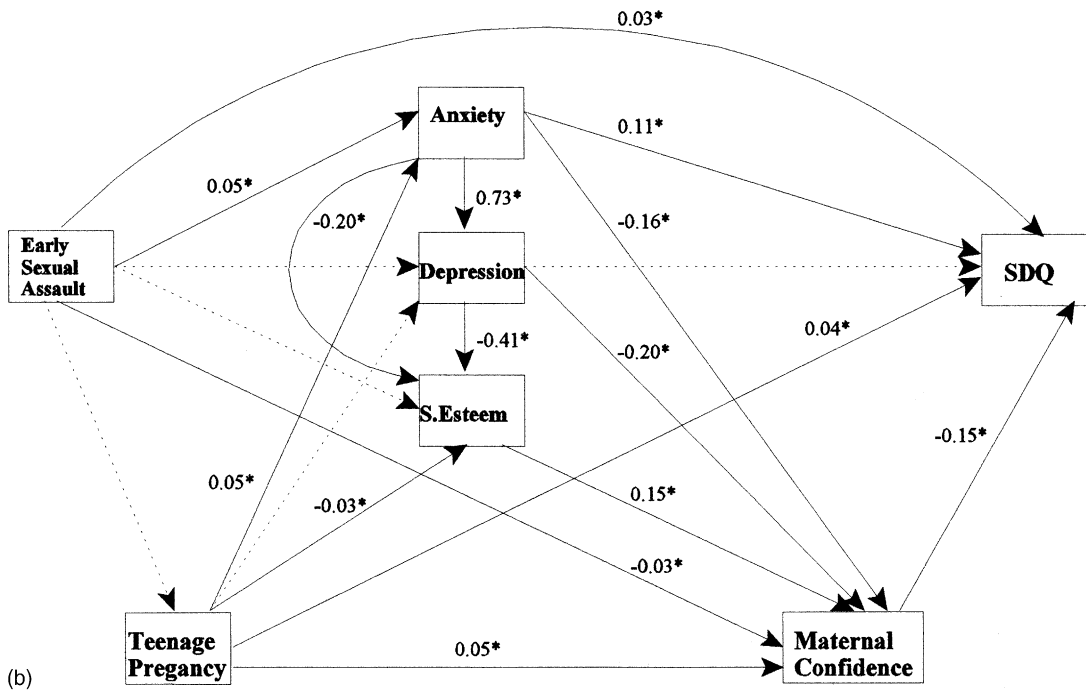 0.03*
Anxiety
0.11*
0.05*
0.73*
-0.20*
-0.16*
Early
Sexual
Assault
Depression
SDQ
0.04*
-0.41*
-0.20*
S.Esteem
-0.15*
0.05*
-0.03*
0.15*
-0.03*
Teenage
Pregancy
0.05*
Maternal
Confidence
(b)